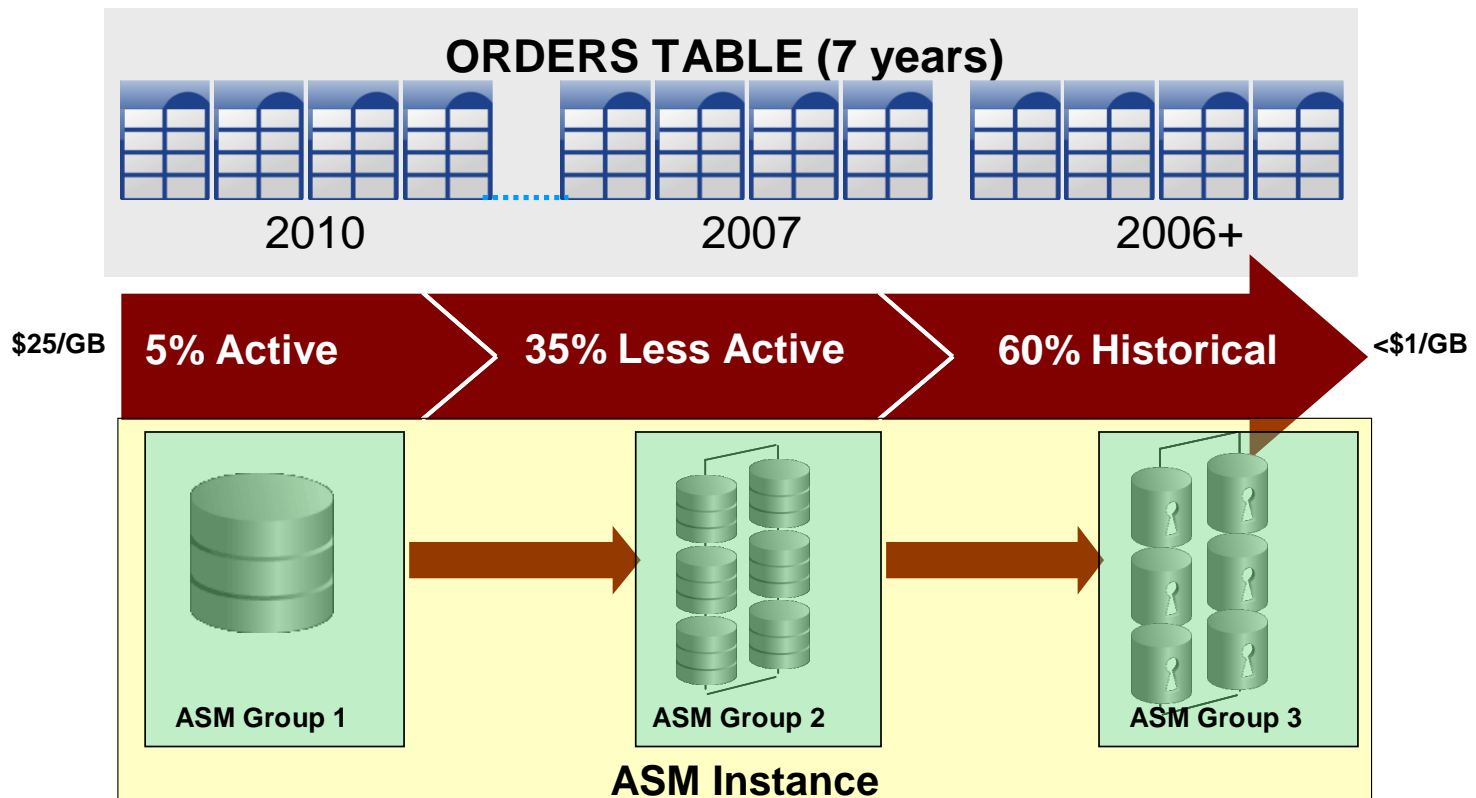 ORDERS TABLE (7 years)
2010
2007
2006+
$25/GB
5% Active
35% Less Active
60% Historical
<$1/GB
ASM Group 1
ASM Group 2
ASM Group 3
ASM Instance